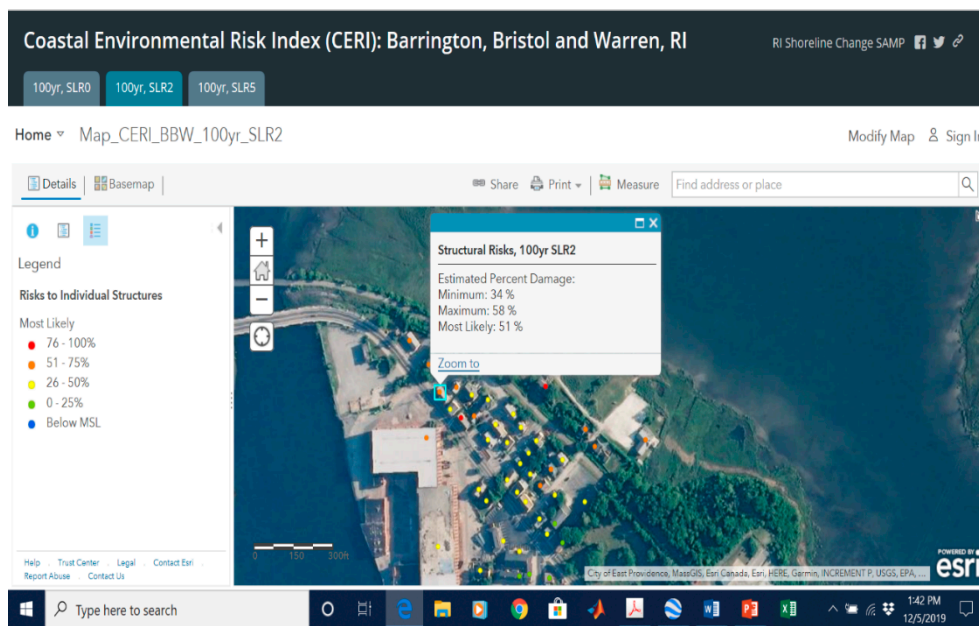 Coastal Environmental Risk Index (CERI): Barrington, Bristol and Warren, RI
RI Shoreline Change SAMP
100yr, SLR0
100yr, SLR2
100yr, SLR5
Home
Map_CERI_BBW_100yr_SLR2
Modify Map
Sign In
Details
Basemap
Share
Print
Measure
Find address or place
Legend
Risks to Individual Structures
Most Likely
76 - 100%
51 - 75%
26 - 50%
0 - 25%
Below MSL
Structural Risks, 100yr SLR2
Estimated Percent Damage:
Minimum: 34 %
Maximum: 58 %
Most Likely: 51 %
Zoom to
0 150 300ft
Help Trust Center Legal Contact Esri
Report Abuse Contact Us
City of East Providence, MassGIS, Esri Canada, Esri, HERE, Garmin, INCREMENT P, USGS, EPA, ...
POWERED BY
esri
Type here to search
1:42 PM
12/5/2019